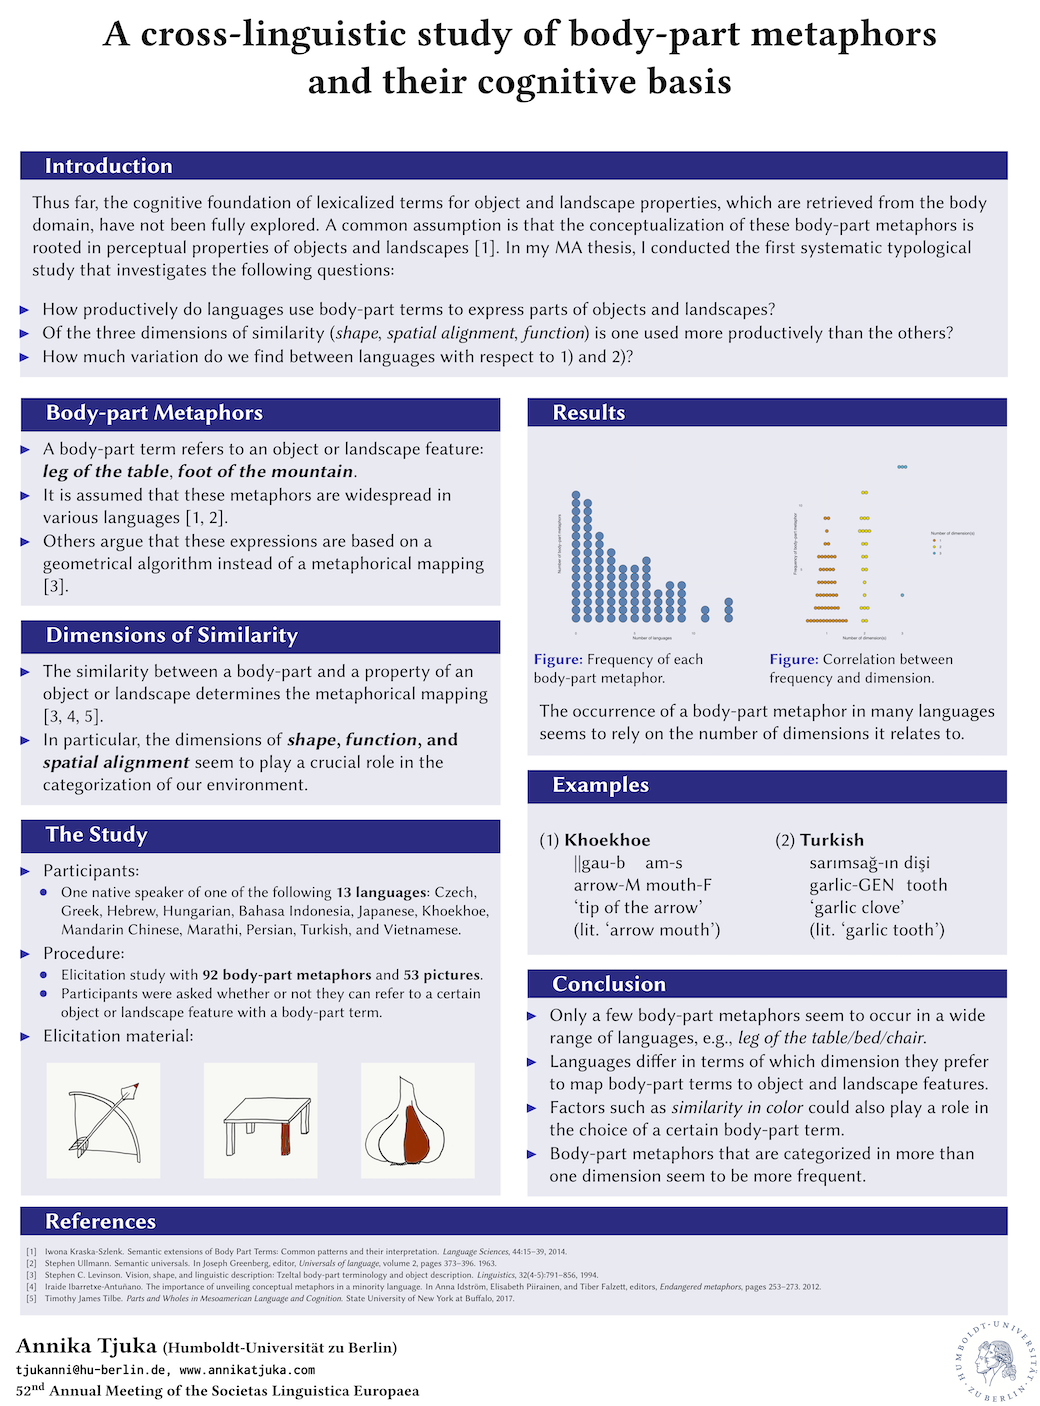 A cross-linguistic study of body-part metaphors
and their cognitive basis
Introduction
Thus far, the cognitive foundation of lexicalized terms for object and landscape properties, which are retrieved from the body
domain, have not been fully explored. A common assumption is that the conceptualization of these body-part metaphors is
rooted in perceptual properties of objects and landscapes [1]. In my MA thesis, I conducted the first systematic typological
study that investigates the following questions:
How productively do languages use body-part terms to express parts of objects and landscapes?
Of the three dimensions of similarity (shape, spatial alignment, function) is one used more productively than the others?
How much variation do we find between languages with respect to 1) and 2)?
Body-part Metaphors
A body-part term refers to an object or landscape feature:
leg of the table, foot of the mountain.
It is assumed that these metaphors are widespread in
various languages [1, 2].
Others argue that these expressions are based on a
geometrical algorithm instead of a metaphorical mapping
[3].
Dimensions of Similarity
The similarity between a body-part and a property of an
object or landscape determines the metaphorical mapping
[3, 4, 5].
In particular, the dimensions of shape, function, and
spatial alignment seem to play a crucial role in the
categorization of our environment.
The Study
Participants:
One native speaker of one of the following 13 languages: Czech,
Greek, Hebrew, Hungarian, Bahasa Indonesia, Japanese, Khoekhoe,
Mandarin Chinese, Marathi, Persian, Turkish, and Vietnamese.
Procedure:
Elicitation study with 92 body-part metaphors and 53 pictures.
Participants were asked whether or not they can refer to a certain
object or landscape feature with a body-part term.
Elicitation material:
Results
Number of body-part metaphors
Number of languages
Frequency of body-part metaphor
Number of dimension(s)
Number of dimension(s)
1
2
3
Figure: Frequency of each
body-part metaphor.
Figure: Correlation between
frequency and dimension.
The occurrence of a body-part metaphor in many languages
seems to rely on the number of dimensions it relates to.
Examples
(1) Khoekhoe
||gau-b am-s
arrow-M mouth-F
‘tip of the arrow’
(lit. ‘arrow mouth’)
(2) Turkish
sarımsağ-ın dişi
garlic-GEN tooth
‘garlic clove’
(lit. ‘garlic tooth’)
Conclusion
Only a few body-part metaphors seem to occur in a wide
range of languages, e.g., leg of the table/bed/chair.
Languages differ in terms of which dimension they prefer
to map body-part terms to object and landscape features.
Factors such as similarity in color could also play a role in
the choice of a certain body-part term.
Body-part metaphors that are categorized in more than
one dimension seem to be more frequent.
References
[1] Iwona Kraska-Szlenk. Semantic extensions of Body Part Terms: Common patterns and their interpretation. Language Sciences, 44:15–39, 2014.
[2] Stephen Ullmann. Semantic universals. In Joseph Greenberg, editor, Universals of language, volume 2, pages 373–396. 1963.
[3] Stephen C. Levinson. Vision, shape, and linguistic description: Tzeltal body-part terminology and object description. Linguistics, 32(4-5):791–856, 1994.
[4] Iraide Ibarretxe-Antuñano. The importance of unveiling conceptual metaphors in a minority language. In Anna Idström, Elisabeth Piirainen, and Tiber Falzett, editors, Endangered metaphors, pages 253–273. 2012.
[5] Timothy James Tilbe. Parts and Wholes in Mesoamerican Language and Cognition. State University of New York at Buffalo, 2017.
Annika Tjuka (Humboldt-Universität zu Berlin)
tjukanni@hu-berlin.de, www.annikatjuka.com
52nd Annual Meeting of the Societas Linguistica Europaea
HUMBOLDT-UNIVERSITÄT
ZU BERLIN